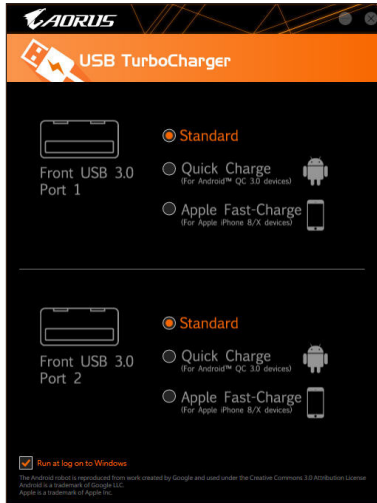 AORUS
USB TurboCharger
Front USB 3.0
Port 1
Standard
Quick Charge
(For Android™ QC 3.0 devices)
Apple Fast-Charge
(For Apple iPhone 8/X devices)
Front USB 3.0
Port 2
Standard
Quick Charge
(For Android™ QC 3.0 devices)
Apple Fast-Charge
(For Apple iPhone 8/X devices)
Run at log on to Windows
The Android robot is reproduced from work created by Google and used under the Creative Commons 3.0 Attribution License
Android is a trademark of Google LLC.
Apple is a trademark of Apple Inc.